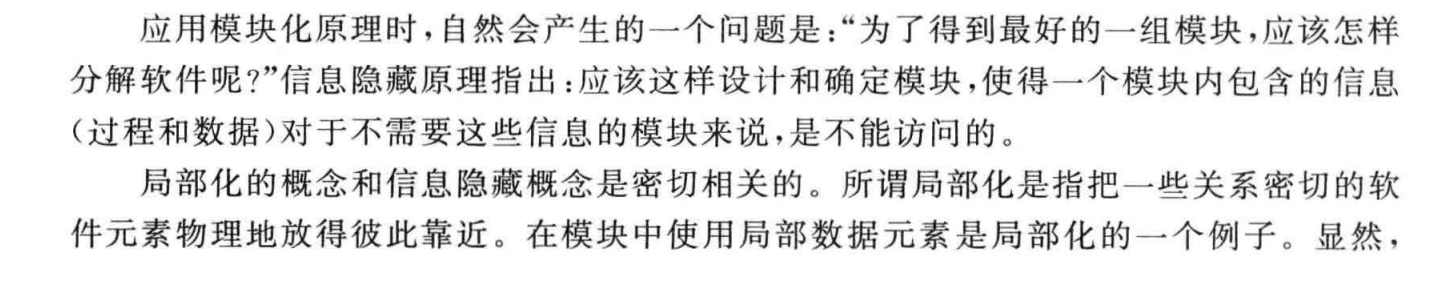 应用模块化原理时,自然会产生的一个问题是:“为了得到最好的一组模块,应该怎样
分解软件呢?”信息隐藏原理指出:应该这样设计和确定模块,使得一个模块内包含的信息
(过程和数据)对于不需要这些信息的模块来说,是不能访问的。
局部化的概念和信息隐藏概念是密切相关的。所谓局部化是指把一些关系密切的软
件元素物理地放得彼此靠近。在模块中使用局部数据元素是局部化的一个例子。显然,